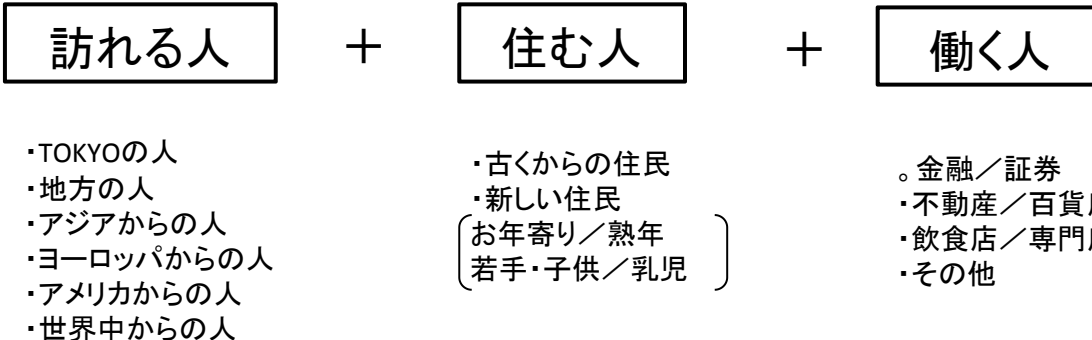 訪れる人 + 住む人 + 働く人
・TOKYOの人
・地方の人
・アジアからの人
・ヨーロッパからの人
・アメリカからの人
・世界中からの人
・古くからの住民
・新しい住民
お年寄り／熟年
若手・子供／乳児
。金融／証券
・不動産／百貨
・飲食店／専門
・その他